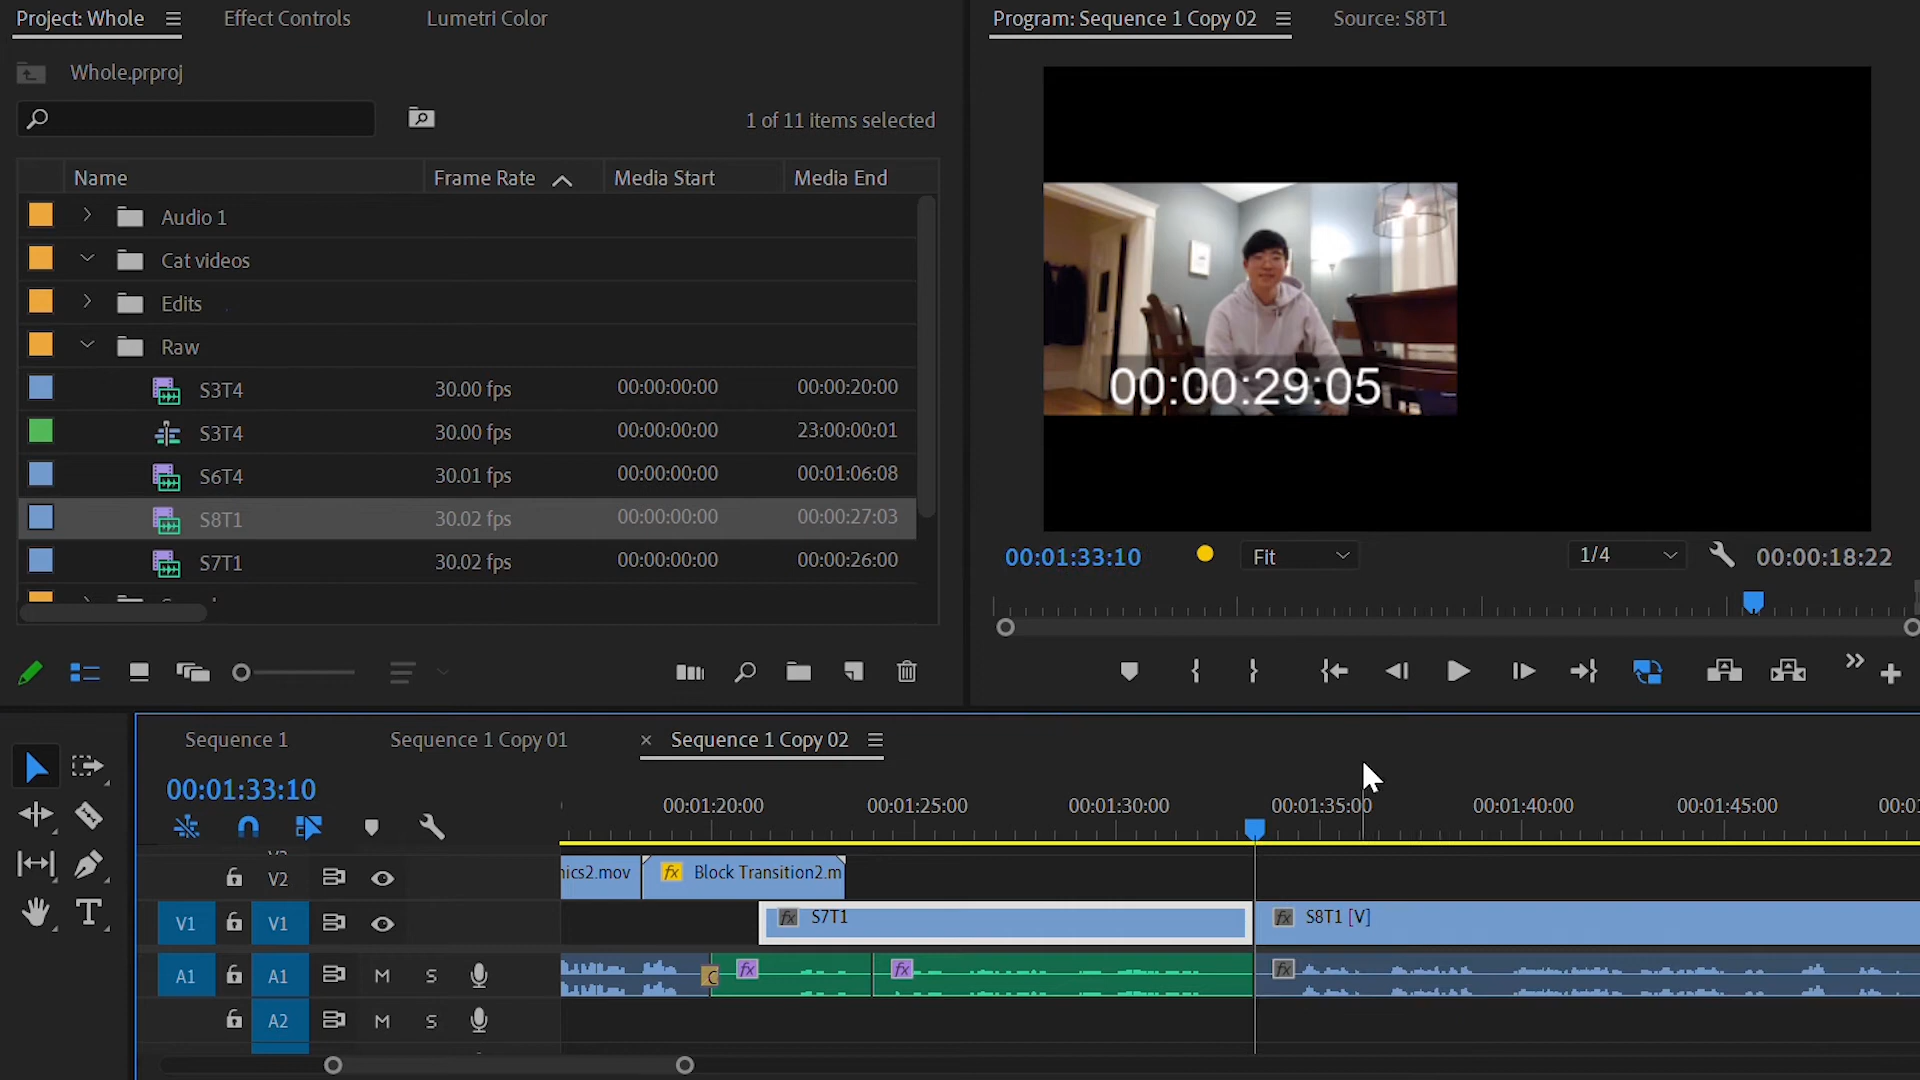 Project: Whole
Effect Controls
Lumetri Color
Program: Sequence 1 Copy 02
Source: S8T1
Whole.prproj
1 of 11 items selected
Name
Frame Rate
Media Start
Media End
Audio 1
Cat videos
Edits
Raw
S3T4 30.00 fps 00:00:00:00 00:00:20:00
S3T4 30.00 fps 00:00:00:00 23:00:00:01
S6T4 30.01 fps 00:00:00:00 00:01:06:08
S8T1 30.02 fps 00:00:00:00 00:00:27:03
S7T1 30.02 fps 00:00:00:00 00:00:26:00
00:00:29:05
00:01:33:10
Fit
1/4
00:00:18:22
Sequence 1
Sequence 1 Copy 01
Sequence 1 Copy 02
00:01:33:10
00:01:20:00
00:01:25:00
00:01:30:00
00:01:35:00
00:01:40:00
00:01:45:00
V2
nics2.mov
fx Block Transition2.m
V1 V1
fx S7T1
fx S8T1 [V]
A1 A1 M S
fx
fx
fx
A2 M S